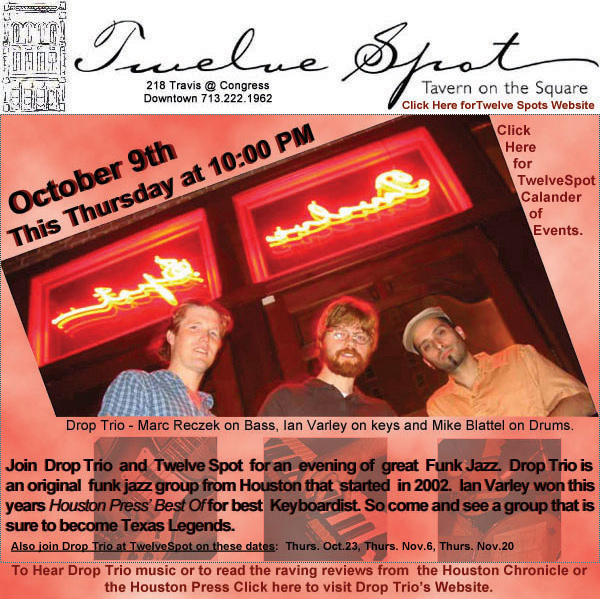 Twelve Spot
218 Travis @ Congress
Downtown 713.222.1962
Tavern on the Square
Click Here forTwelve Spots Website
October 9th
This Thursday at 10:00 PM
Click
Here
for
TwelveSpot
Calander
of
Events.
Spot
Twelve
Drop Trio - Marc Reczek on Bass, Ian Varley on keys and Mike Blattel on Drums.
Join Drop Trio and Twelve Spot for an evening of great Funk Jazz. Drop Trio is
an original funk jazz group from Houston that started in 2002. Ian Varley won this
years Houston Press' Best Of for best Keyboardist. So come and see a group that is
sure to become Texas Legends.
Also join Drop Trio at TwelveSpot on these dates: Thurs. Oct.23, Thurs. Nov.6, Thurs. Nov.20
To Hear Drop Trio music or to read the raving reviews from the Houston Chronicle or
the Houston Press Click here to visit Drop Trio's Website.